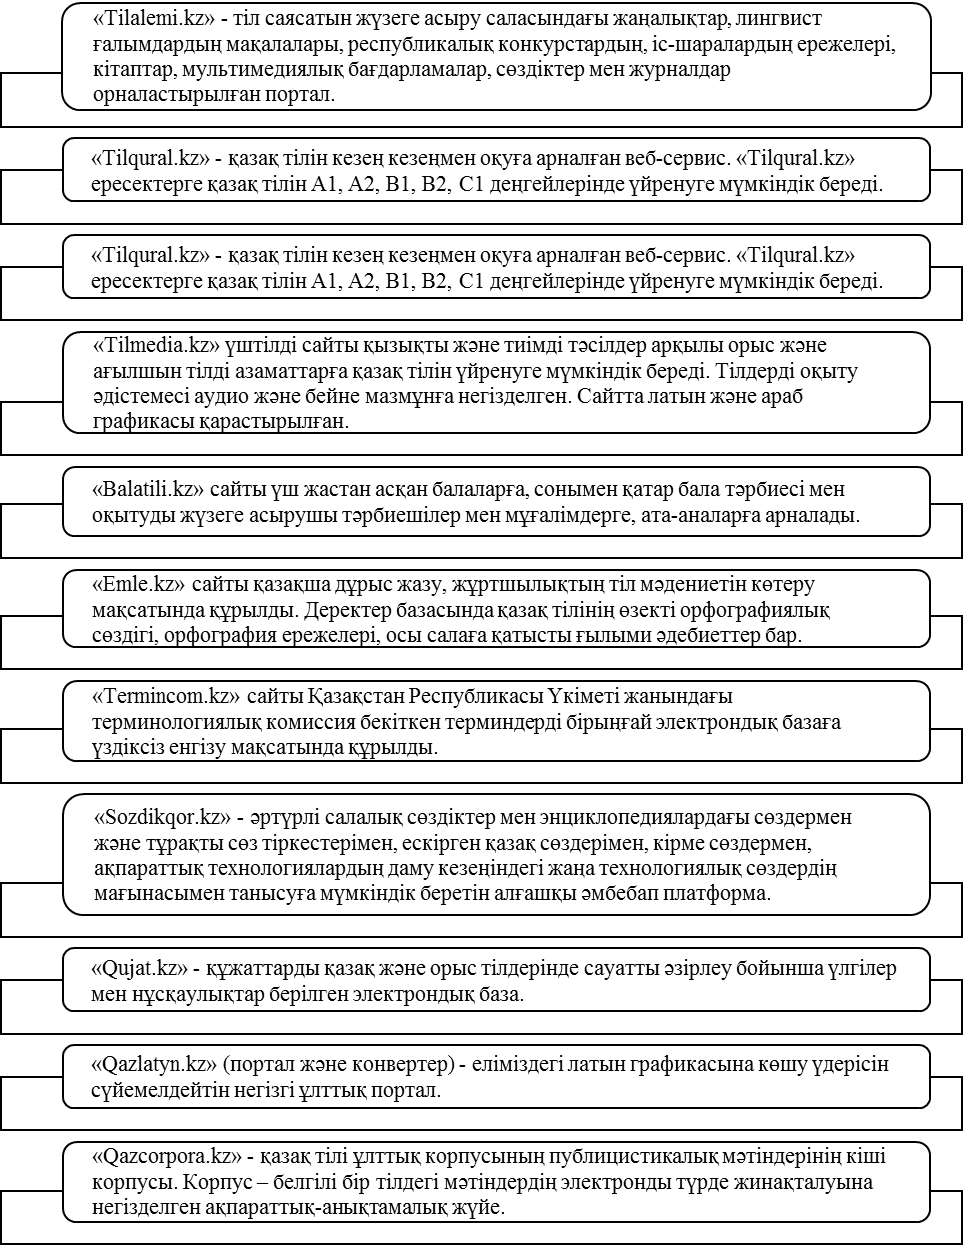 «Tilalemi.kz» - тіл саясатын жүзеге асыру саласындағы жаңалықтар, лингвист
ғалымдардың мақалалары, республикалық конкурстардың, іс-шаралардың ережелері,
кітаптар, мультимедиялық бағдарламалар, сөздіктер мен журналдар
орналастырылған портал.
«Tilqural.kz» - қазақ тілін кезең кезеңмен оқуға арналған веб-сервис. «Tilqural.kz»
ересектерге қазақ тілін А1, А2, В1, В2, С1 деңгейлерінде үйренуге мүмкіндік береді.
«Tilqural.kz» - қазақ тілін кезең кезеңмен оқуға арналған веб-сервис. «Tilqural.kz»
ересектерге қазақ тілін А1, А2, В1, В2, С1 деңгейлерінде үйренуге мүмкіндік береді.
«Tilmedia.kz» үштілді сайты қызықты және тиімді тәсілдер арқылы орыс және
ағылшын тілді азаматтарға қазақ тілін үйренуге мүмкіндік береді. Тілдерді оқыту
әдістемесі аудио және бейне мазмұнға негізделген. Сайтта латын және араб
графикасы қарастырылған.
«Balatili.kz» сайты үш жастан асқан балаларға, сонымен қатар бала тәрбиесі мен
оқытуды жүзеге асырушы тәрбиешілер мен мұғалімдерге, ата-аналарға арналады.
«Emle.kz» сайты қазақша дұрыс жазу, жұртшылықтын тіл мәдениетін көтеру
мақсатында құрылды. Деректер базасында қазақ тілінің өзекті орфографиялық
сөздігі, орфография ережелері, осы салаға қатысты ғылыми әдебиеттер бар.
«Termincom.kz» сайты Қазақстан Республикасы Үкіметі жанындағы
терминологиялық комиссия бекіткен терминдерді бірыңғай электрондық базаға
үздіксіз енгізу мақсатында құрылды.
«Sozdikqor.kz» - әртүрлі салалық сөздіктер мен энциклопедиялардағы сөздермен
және тұрақты сөз тіркестерімен, ескірген қазақ сөздерімен, кірме сөздермен,
ақпараттық технологиялардың даму кезеңіндегі жаңа технологиялық сөздердің
мағынасымен танысуға мүмкіндік беретін алғашқы әмбебап платформа.
«Qujat.kz» - құжаттарды қазақ және орыс тілдерінде сауатты әзірлеу бойынша үлгілер
мен нұсқаулықтар берілген электрондық база.
«Qazlatyn.kz» (портал және конвертер) - еліміздегі латын графикасына көшу үдерісін
сүйемелдейтін негізгі ұлттық портал.
«Qazcorpora.kz» - қазақ тілі ұлттық корпусының публицистикалық мәтіндерінің кіші
корпусы. Корпус – белгілі бір тілдегі мәтіндердің электронды түрде жинақталуына
негізделген ақпараттық-анықтамалық жүйе.